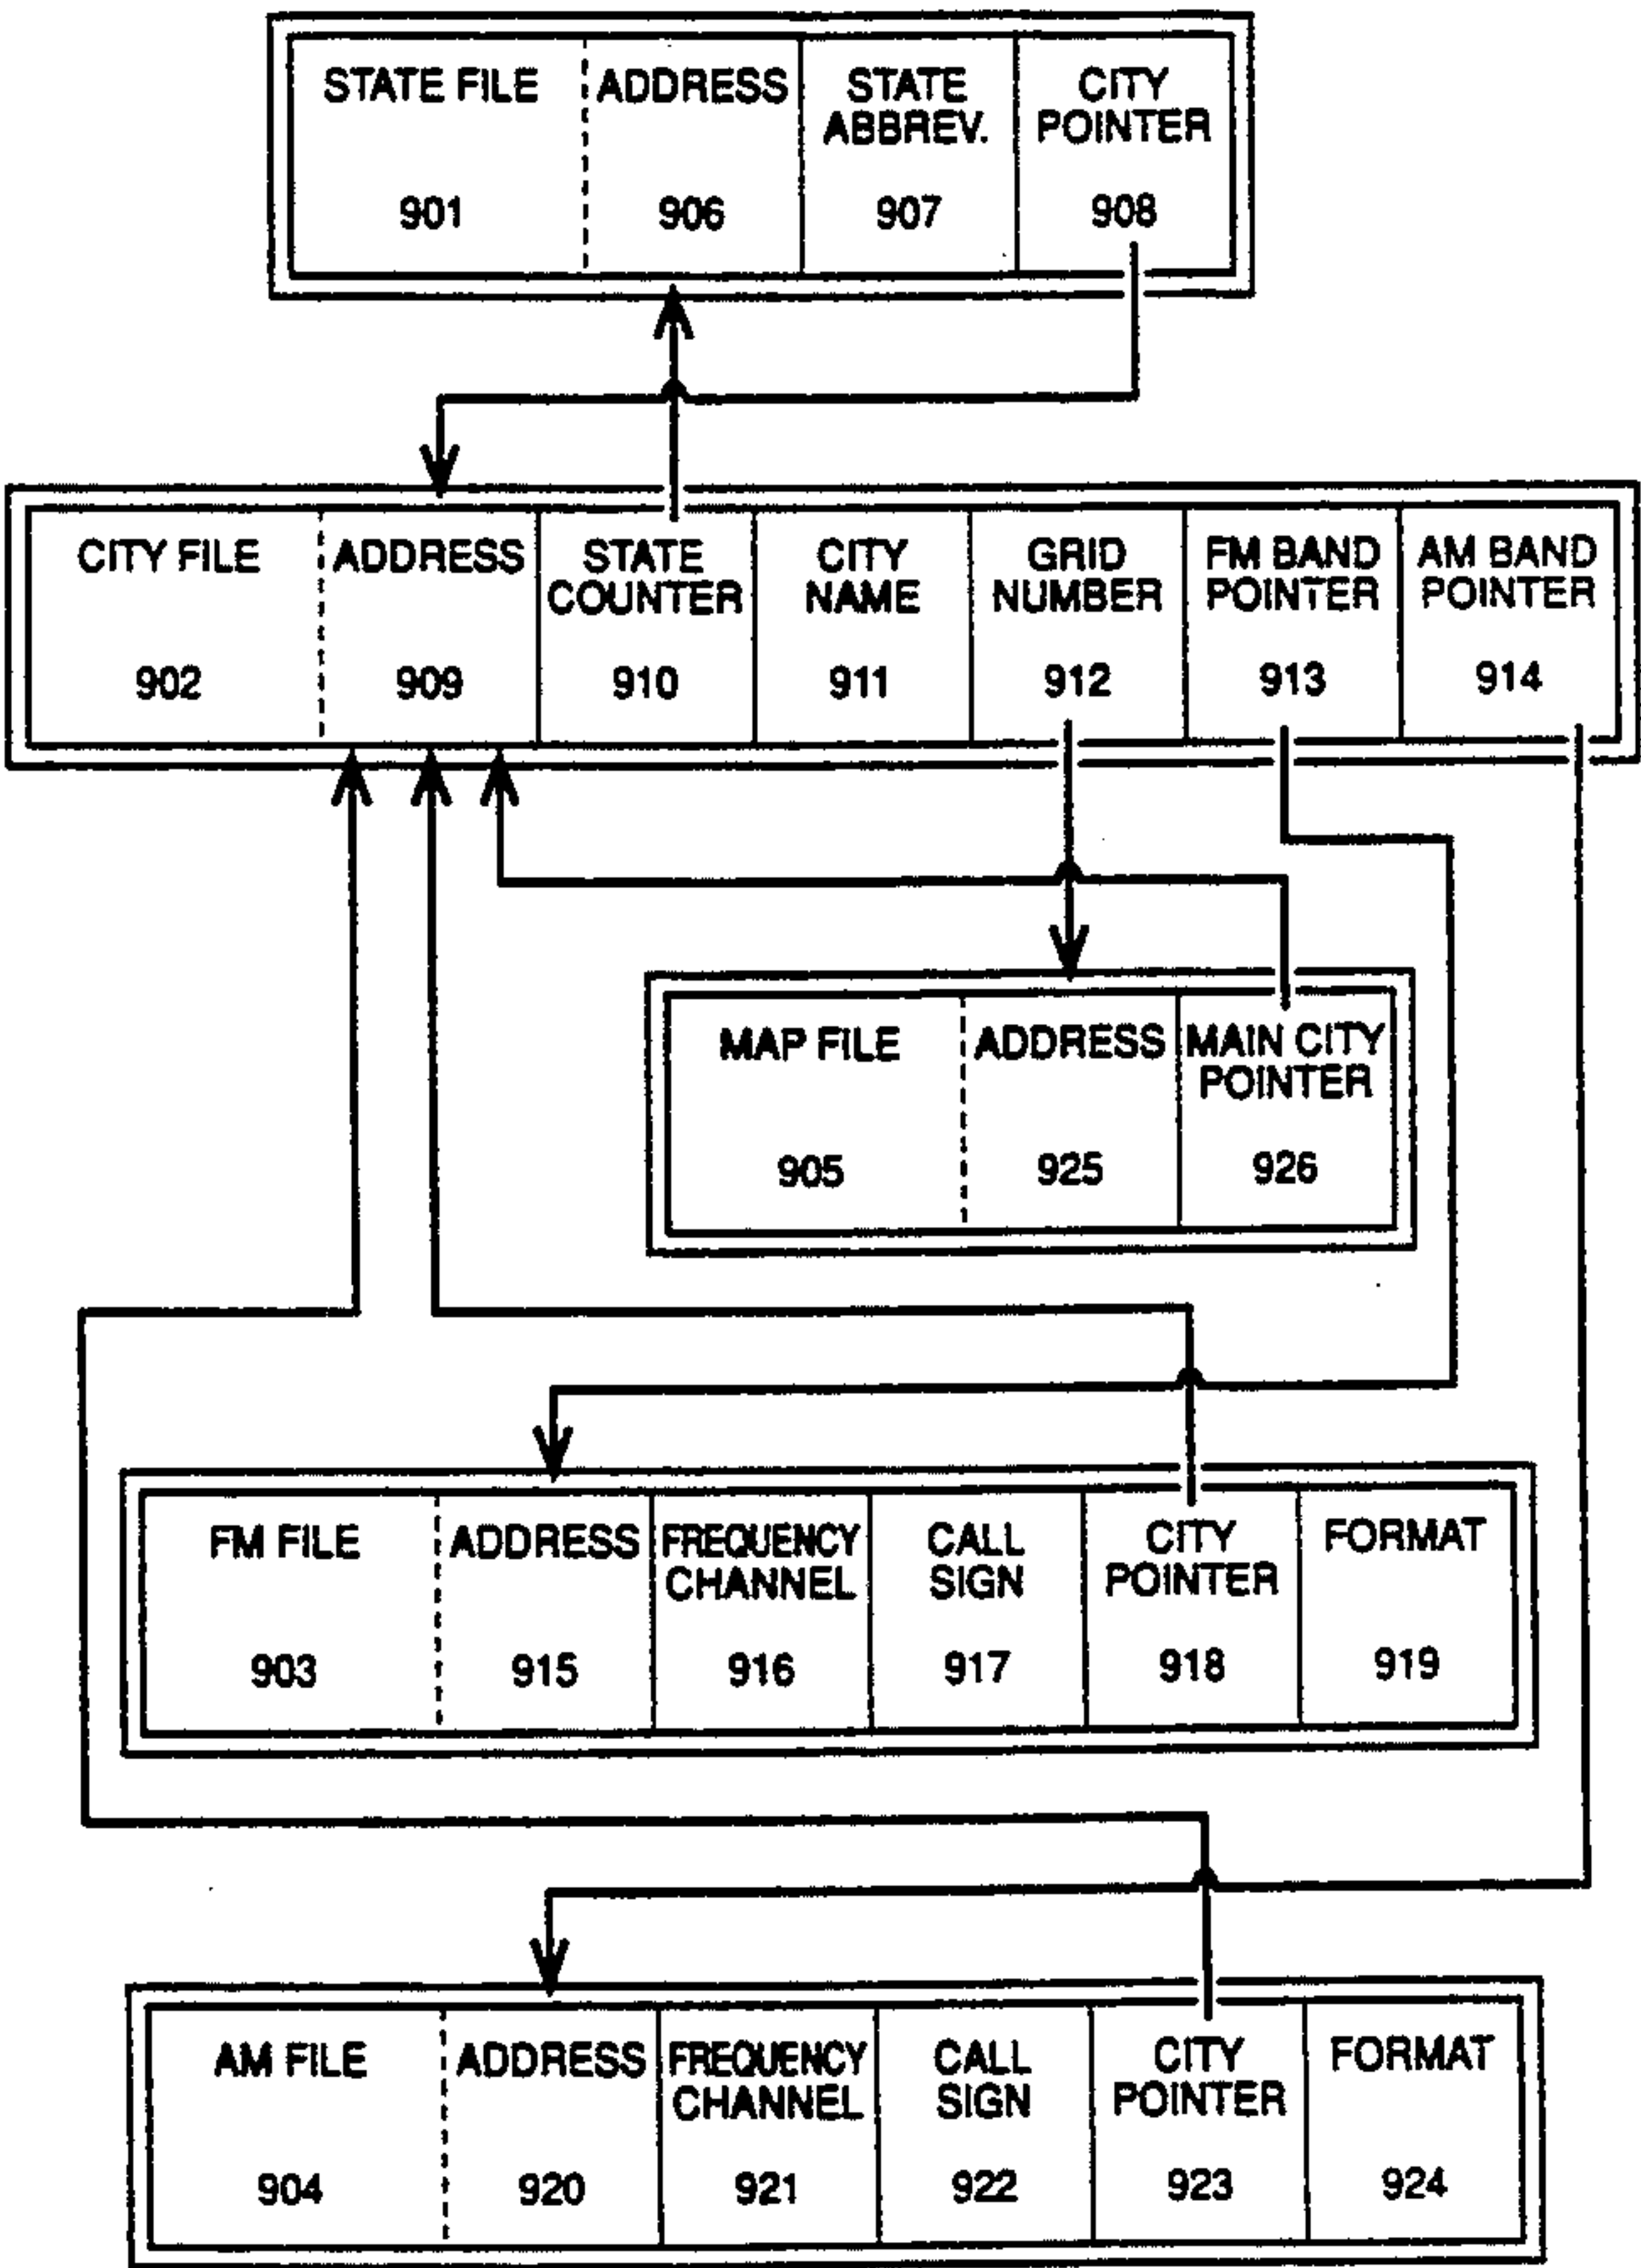 STATE FILE ADDRESS STATE CITY
ABBREV. POINTER
901 906 907 908
CITY FILE ADDRESS STATE CITY GRID FM BAND AM BAND
COUNTER NAME NUMBER POINTER POINTER
902 909 910 911 912 913 914
MAP FILE ADDRESS MAIN CITY
POINTER
905 925 926
FM FILE ADDRESS FREQUENCY CALL CITY FORMAT
CHANNEL SIGN POINTER
903 915 916 917 918 919
AM FILE ADDRESS FREQUENCY CALL CITY FORMAT
CHANNEL SIGN POINTER
904 920 921 922 923 924